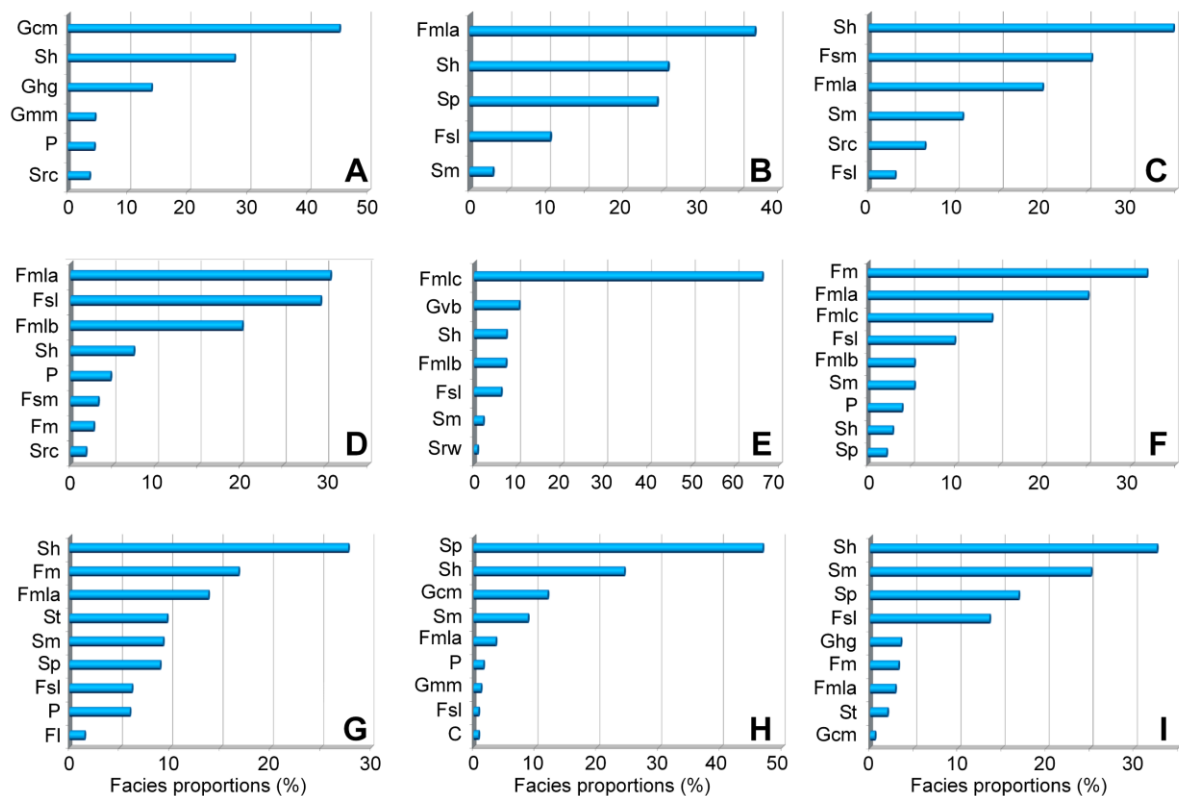 Gcm
Sh
Ghg
Gmm
P
Src
A
0 10 20 30 40 50
Fmla
Sh
Sp
Fsl
Sm
B
0 10 20 30 40
Sh
Fsm
Fmla
Sm
Src
Fsl
C
0 10 20 30
Fmla
Fsl
Fmlb
Sh
P
Fsm
Fm
Src
D
0 10 20 30
Fmlc
Gvb
Sh
Fmlb
Fsl
Sm
Srw
E
0 10 20 30 40 50 60 70
Fm
Fmla
Fmlc
Fsl
Fmlb
Sm
P
Sh
Sp
F
0 10 20 30
Sh
Fm
Fmla
St
Sm
Sp
Fsl
P
Fl
G
0 10 20 30
Facies proportions (%)
Sp
Sh
Gcm
Sm
Fmla
P
Gmm
Fsl
C
H
0 10 20 30 40 50
Facies proportions (%)
Sh
Sm
Sp
Fsl
Ghg
Fm
Fmla
St
Gcm
I
0 10 20 30
Facies proportions (%)